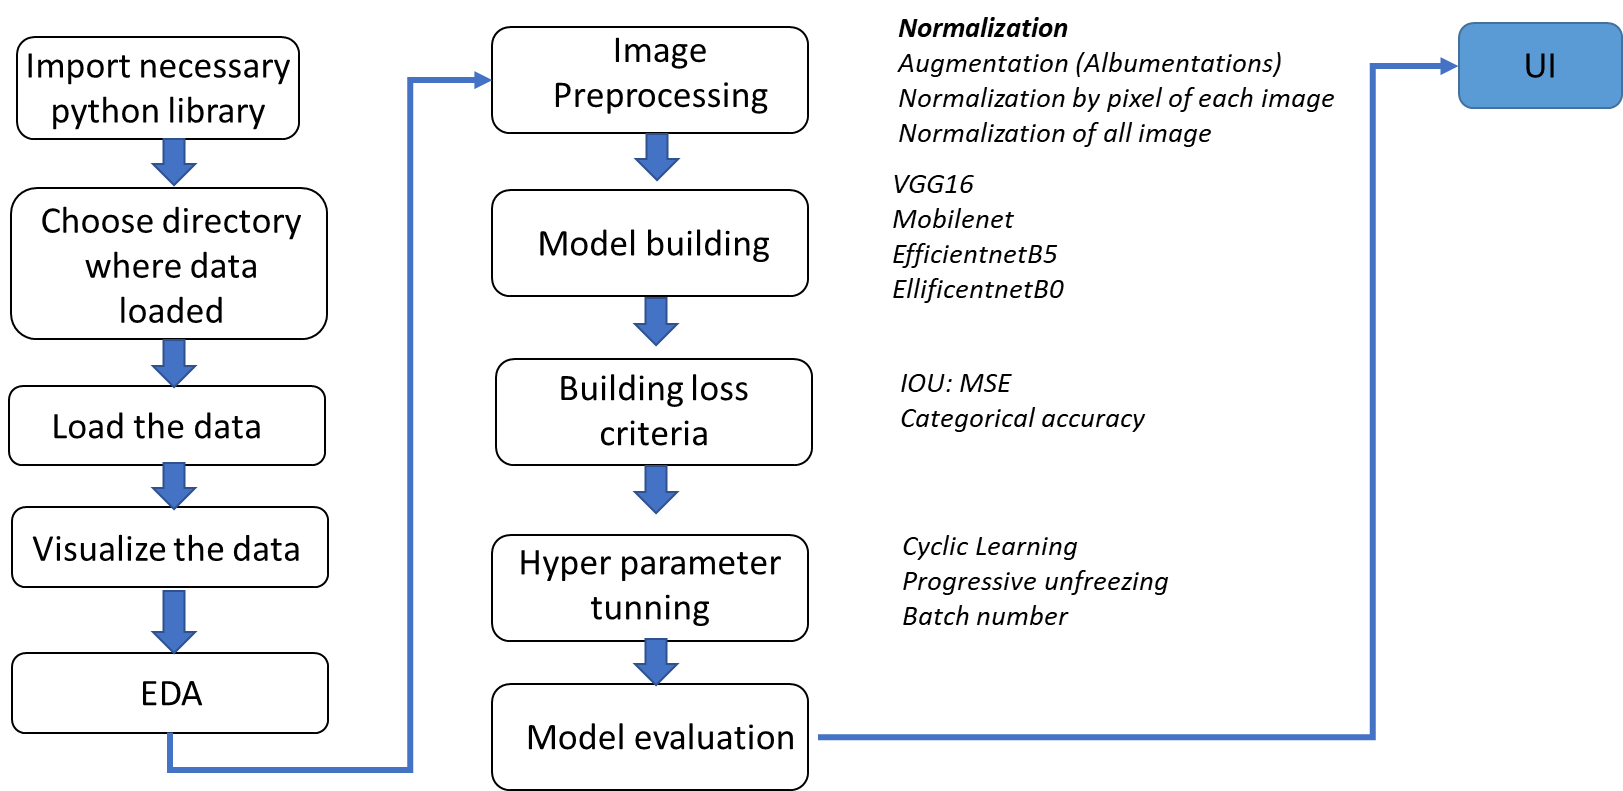 Import necessary
python library
Choose directory
where data
loaded
Load the data
Visualize the data
EDA
Image
Preprocessing
Model building
Building loss
criteria
Hyper parameter
tunning
Model evaluation
Normalization
Augmentation (Albumentations)
Normalization by pixel of each image
Normalization of all image
VGG16
Mobilenet
EfficientnetB5
EllificentnetB0
IOU: MSE
Categorical accuracy
Cyclic Learning
Progressive unfreezing
Batch number
UI